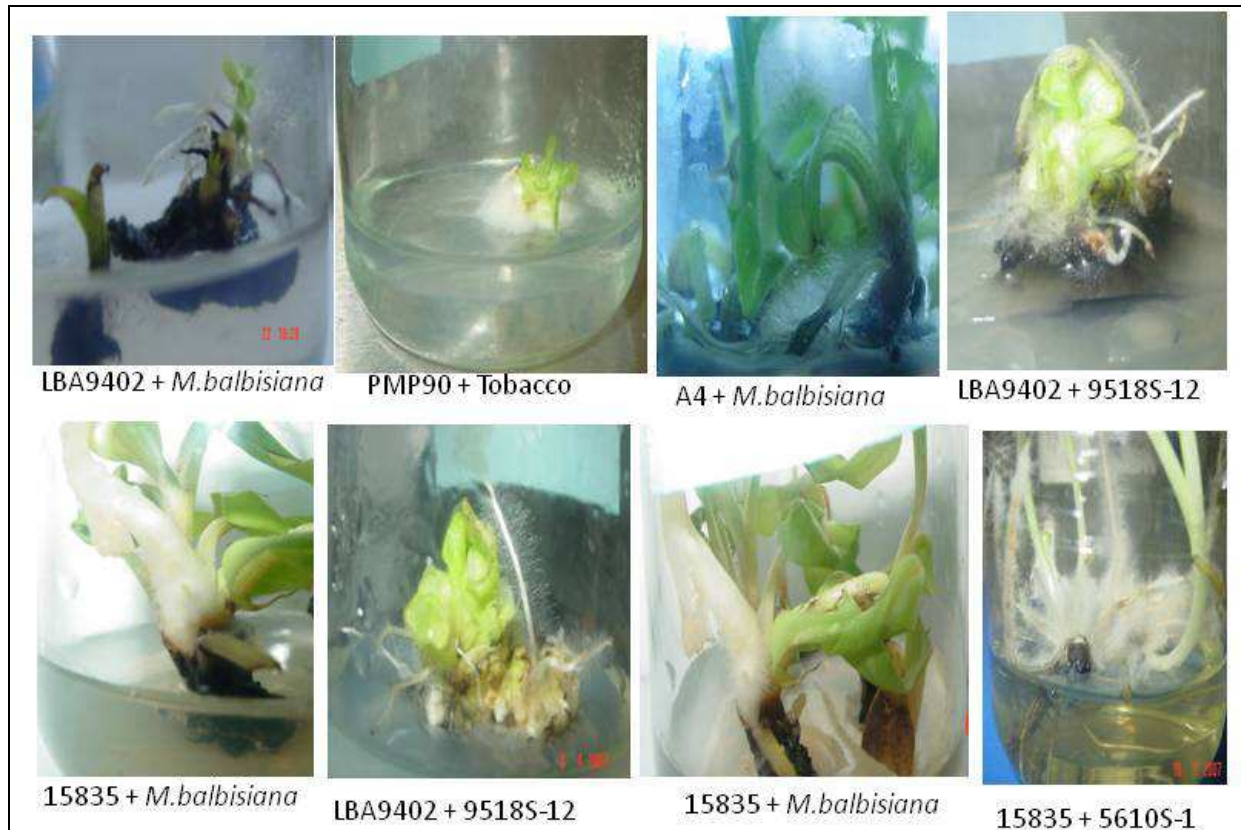 LBA9402 + M.balbisiana
PMP90 + Tobacco
A4 + M.balbisiana
LBA9402 + 9518S-12
15835 + M.balbisiana
LBA9402 + 9518S-12
15835 + M.balbisiana
15835 + 5610S-1